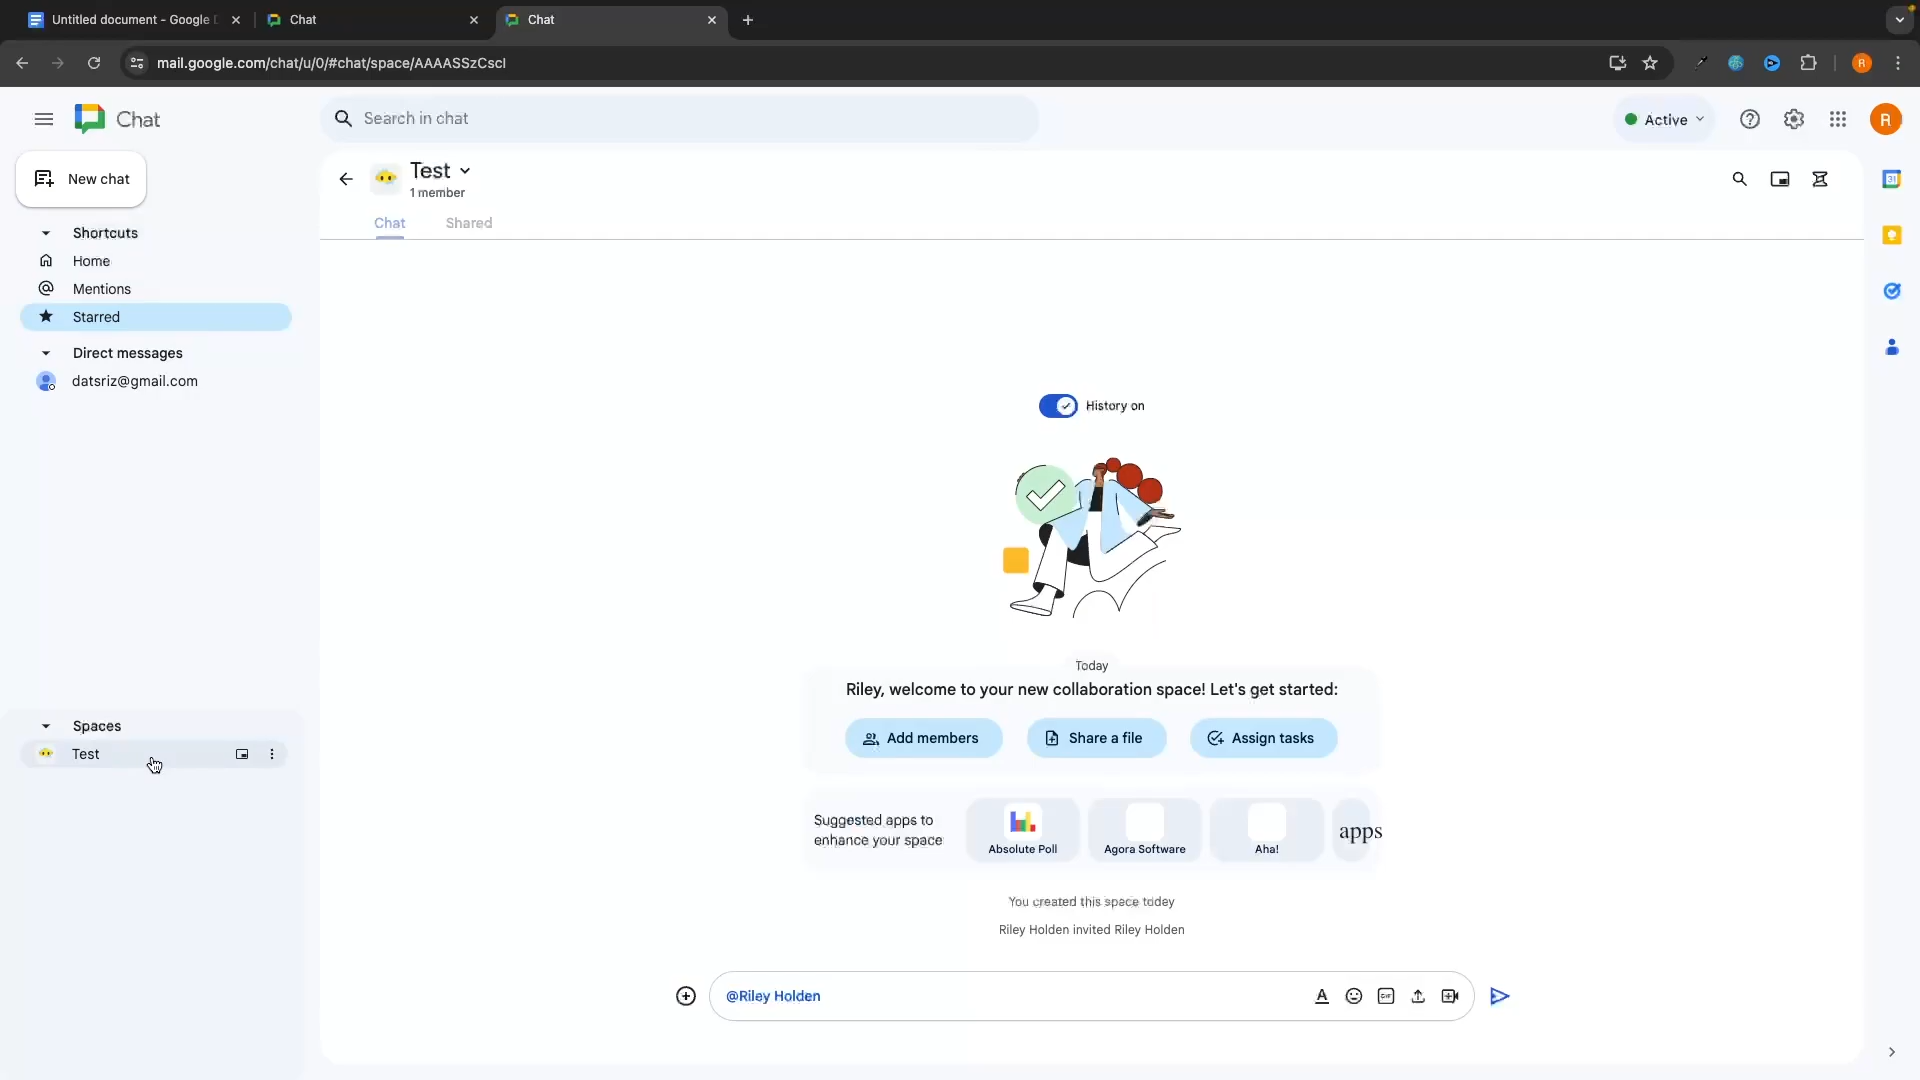 Untitled document - Google D
Chat
Chat
mail.google.com/chat/u/0/#chat/space/AAAASSzCscI
R
Chat
Search in chat
Active
R
New chat
Test
1 member
31
Chat
Shared
Shortcuts
Home
Mentions
Starred
Direct messages
datsriz@gmail.com
History on
Today
Riley, welcome to your new collaboration space! Let's get started:
Spaces
Add members
Share a file
Assign tasks
Test
Suggested apps to
enhance your space
Absolute Poll
Agora Software
Aha!
apps
You created this space today
Riley Holden invited Riley Holden
@Riley Holden
A
GIF